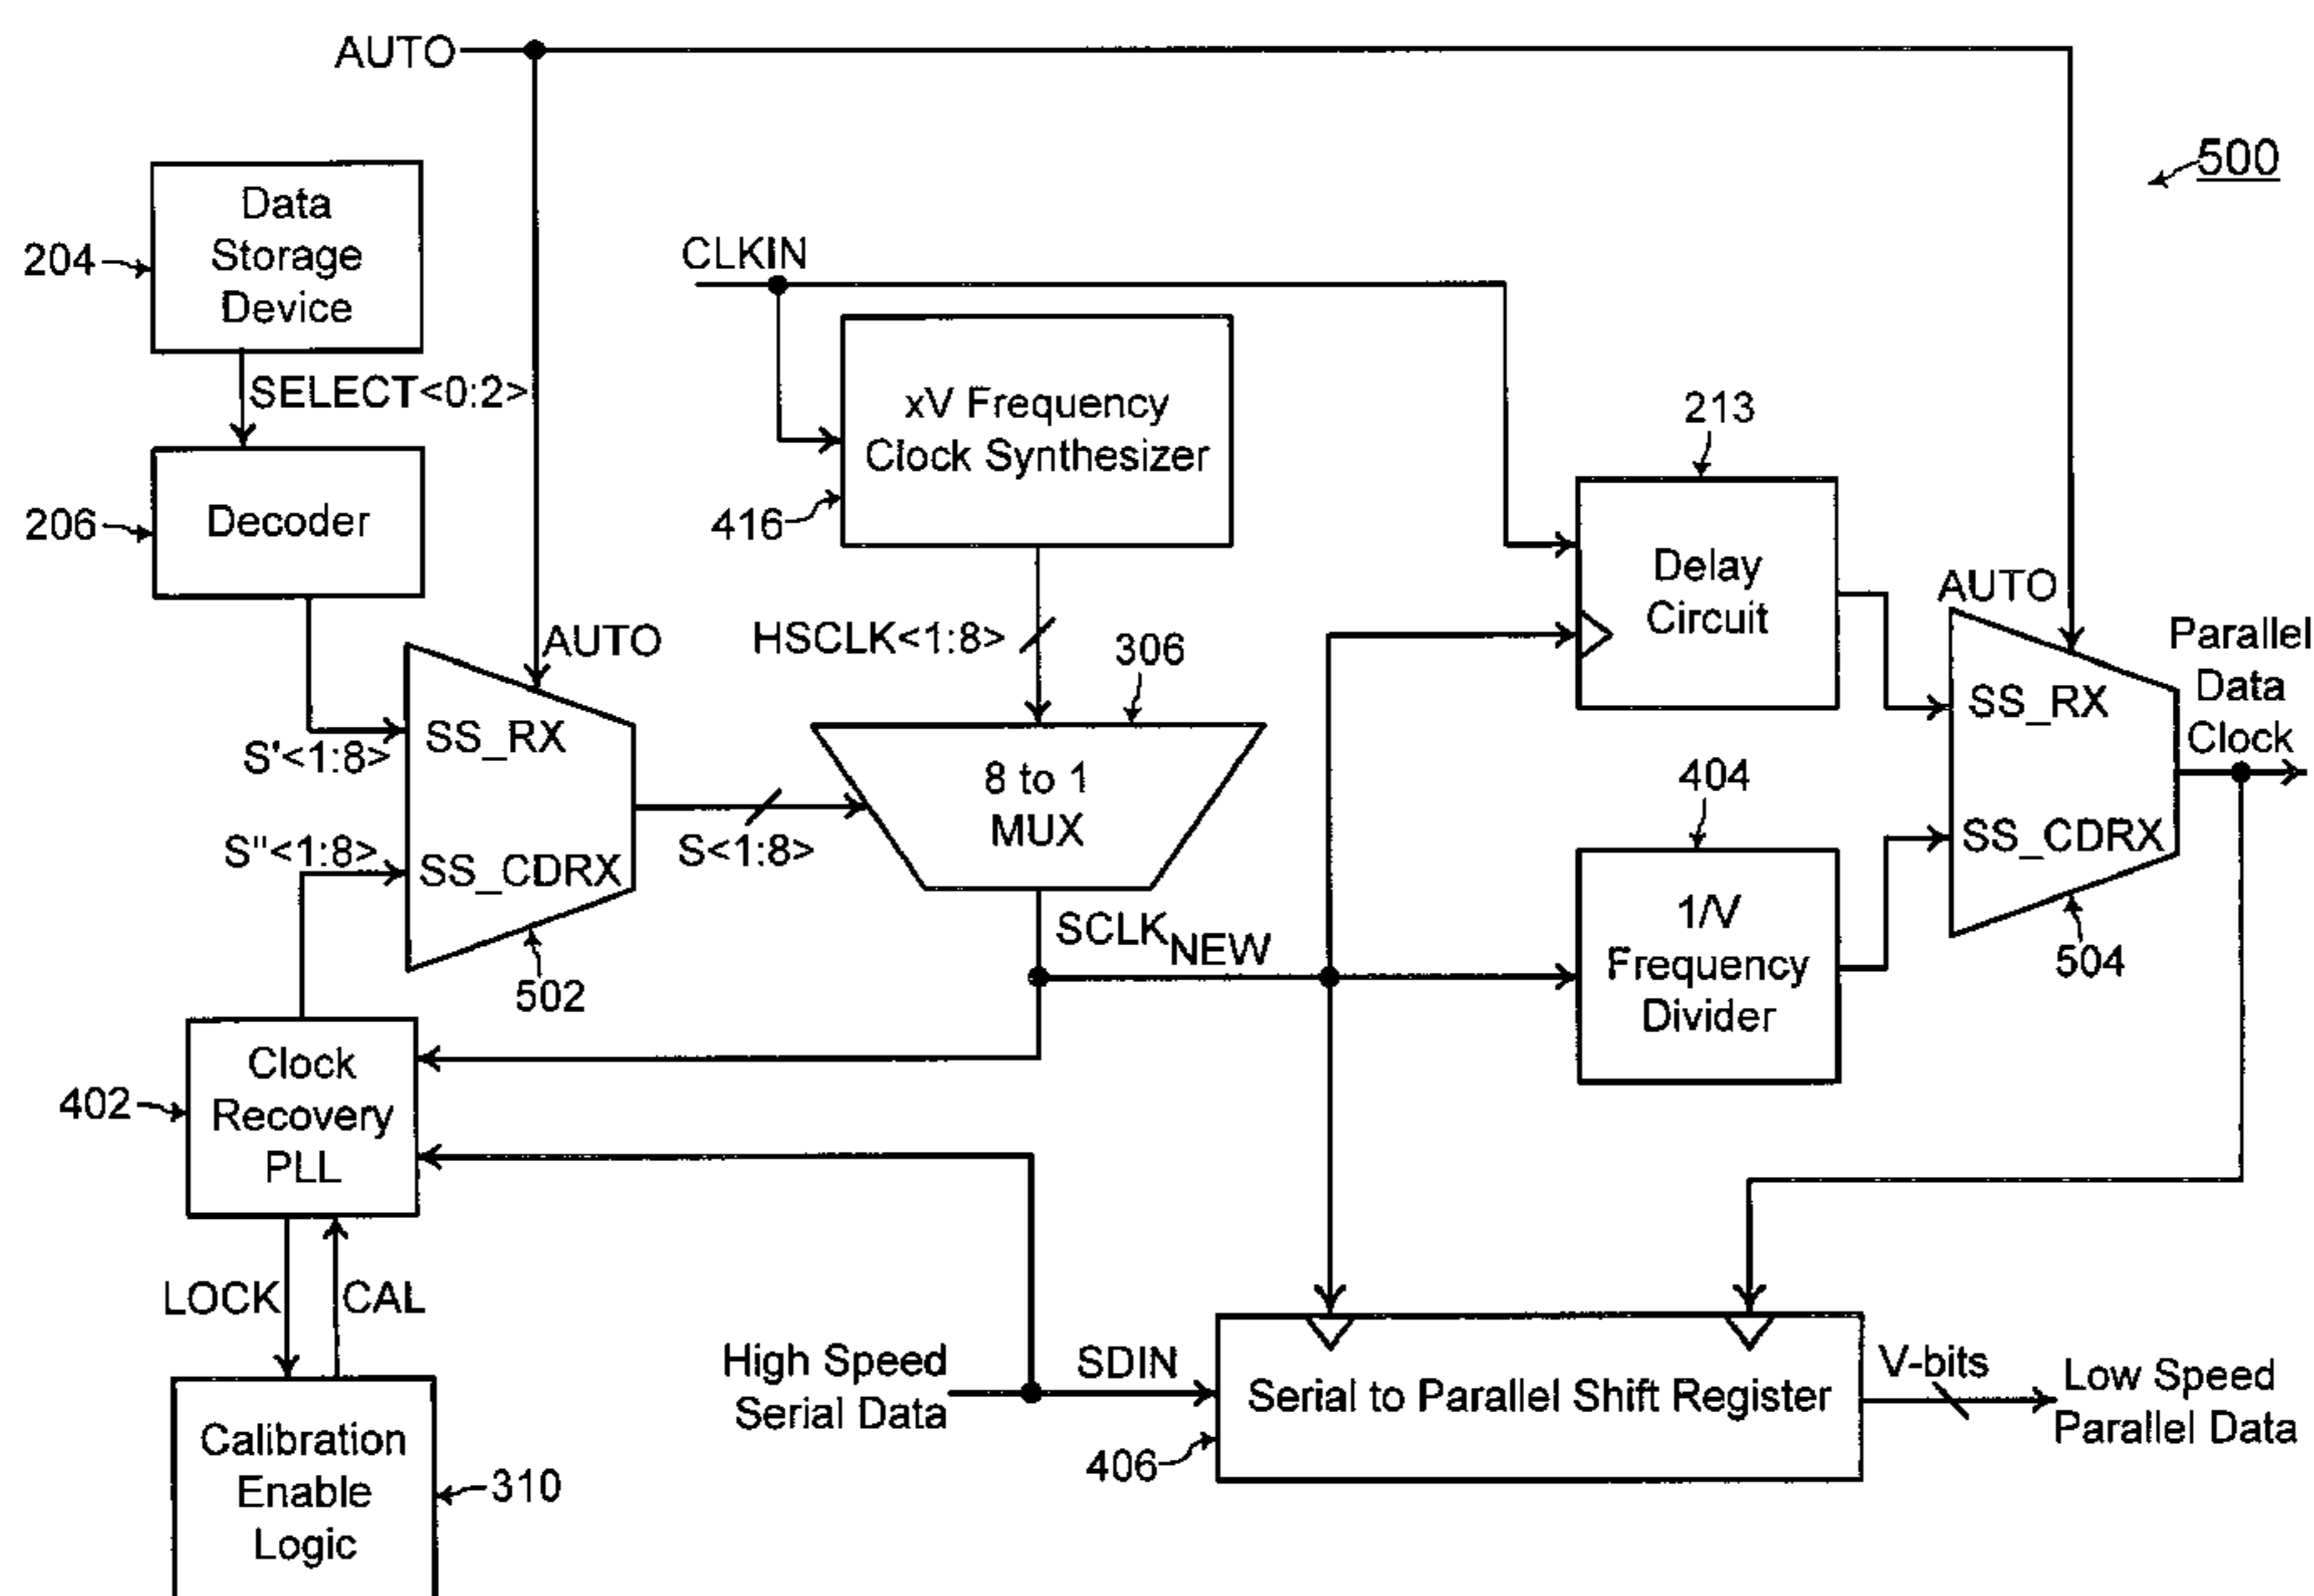 AUTO
500
Data
Storage
Device
204
CLKIN
SELECT<0:2>
xV Frequency
Clock Synthesizer
416
213
Decoder
206
Delay
Circuit
AUTO
HSCLK<1:8>
306
AUTO
Parallel
Data
Clock
SS_RX
S'<1:8>
SS_RX
8 to 1
MUX
404
S"<1:8>
SS_CDRX
S<1:8>
SS_CDRX
1/V
Frequency
Divider
SCLK NEW
502
504
Clock
Recovery
PLL
402
LOCK
CAL
High Speed
Serial Data
SDIN
Serial to Parallel Shift Register
V-bits
Low Speed
Parallel Data
406
Calibration
Enable
Logic
310